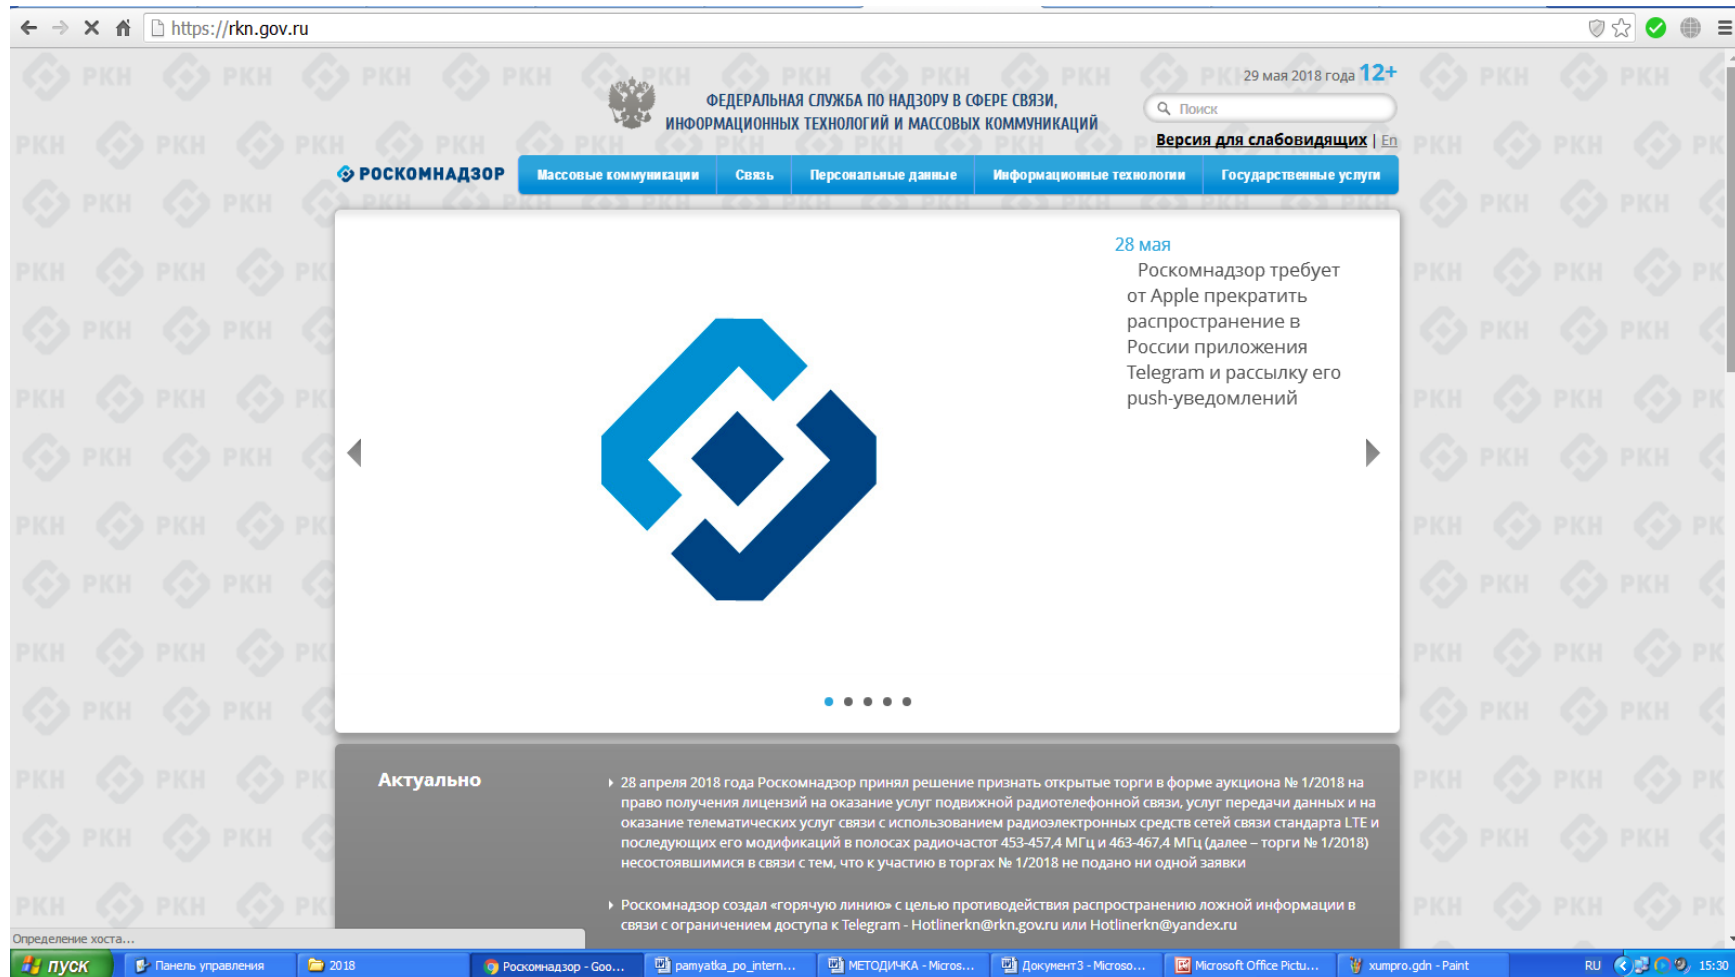 https://rkn.gov.ru
29 мая 2018 года 12+
ФЕДЕРАЛЬНАЯ СЛУЖБА ПО НАДЗОРУ В СФЕРЕ СВЯЗИ,
ИНФОРМАЦИОННЫХ ТЕХНОЛОГИЙ И МАССОВЫХ КОММУНИКАЦИЙ
Поиск
Версия для слабовидящих | En
РОСКОМНАДЗОР
Массовые коммуникации
Связь
Персональные данные
Информационные технологии
Государственные услуги
28 мая
Роскомнадзор требует
от Apple прекратить
распространение в
России приложения
Telegram и рассылку его
push-уведомлений
Актуально
28 апреля 2018 года Роскомнадзор принял решение признать открытые торги в форме аукциона № 1/2018 на
право получения лицензий на оказание услуг подвижной радиотелефонной связи, услуг передачи данных и на
оказание телематических услуг связи с использованием радиоэлектронных средств сетей связи стандарта LTE и
последующих его модификаций в полосах радиочастот 453-457,4 МГц и 463-467,4 МГц (далее – торги № 1/2018)
несостоявшимися в связи с тем, что к участию в торгах № 1/2018 не подано ни одной заявки
Роскомнадзор создал «горячую линию» с целью противодействия распространению ложной информации в
связи с ограничением доступа к Telegram - Hotlinerkn@rkn.gov.ru или Hotlinerkn@yandex.ru
Определение хоста...
пуск
Панель управления
2018
Роскомнадзор - Goo...
pamyatka_po_intern...
МЕТОДИЧКА - Micros...
Документ3 - Microso...
Microsoft Office Pictu...
xumpro.gdn - Paint
RU
15:30
РКН